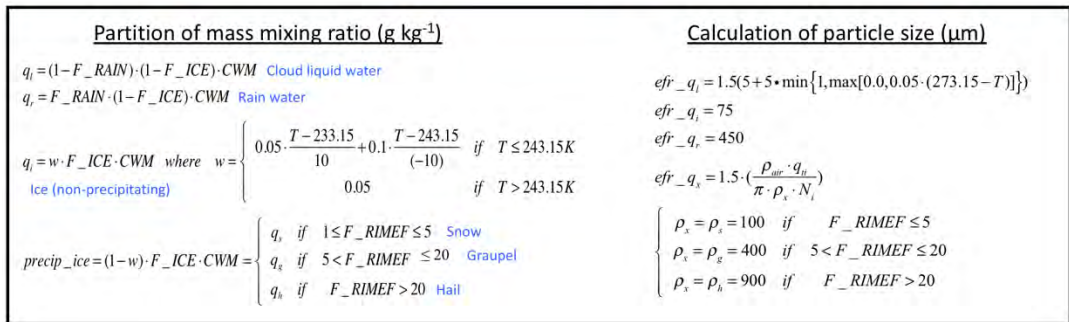 Partition of mass mixing ratio (g kg⁻¹)
q_l = (1−F_RAIN)·(1−F_ICE)·CWM Cloud liquid water
q_r = F_RAIN·(1−F_ICE)·CWM Rain water
q_i = w·F_ICE·CWM where w = { 0.05·(T−233.15)/10 + 0.1·(T−243.15)/(−10) if T ≤ 243.15K
0.05 if T > 243.15K
Ice (non-precipitating)
precip_ice = (1−w)·F_ICE·CWM = { q_s if 1 ≤ F_RIMEF ≤ 5 Snow
q_g if 5 < F_RIMEF ≤ 20 Graupel
q_h if F_RIMEF > 20 Hail
Calculation of particle size (μm)
efr_q_l = 1.5(5+5•min{1,max[0.0,0.05·(273.15−T)]})
efr_q_i = 75
efr_q_r = 450
efr_q_x = 1.5·(ρ_air·q_ti / π·ρ_x·N_i)
{ ρ_x = ρ_s = 100 if F_RIMEF ≤ 5
ρ_x = ρ_g = 400 if 5 < F_RIMEF ≤ 20
ρ_x = ρ_h = 900 if F_RIMEF > 20